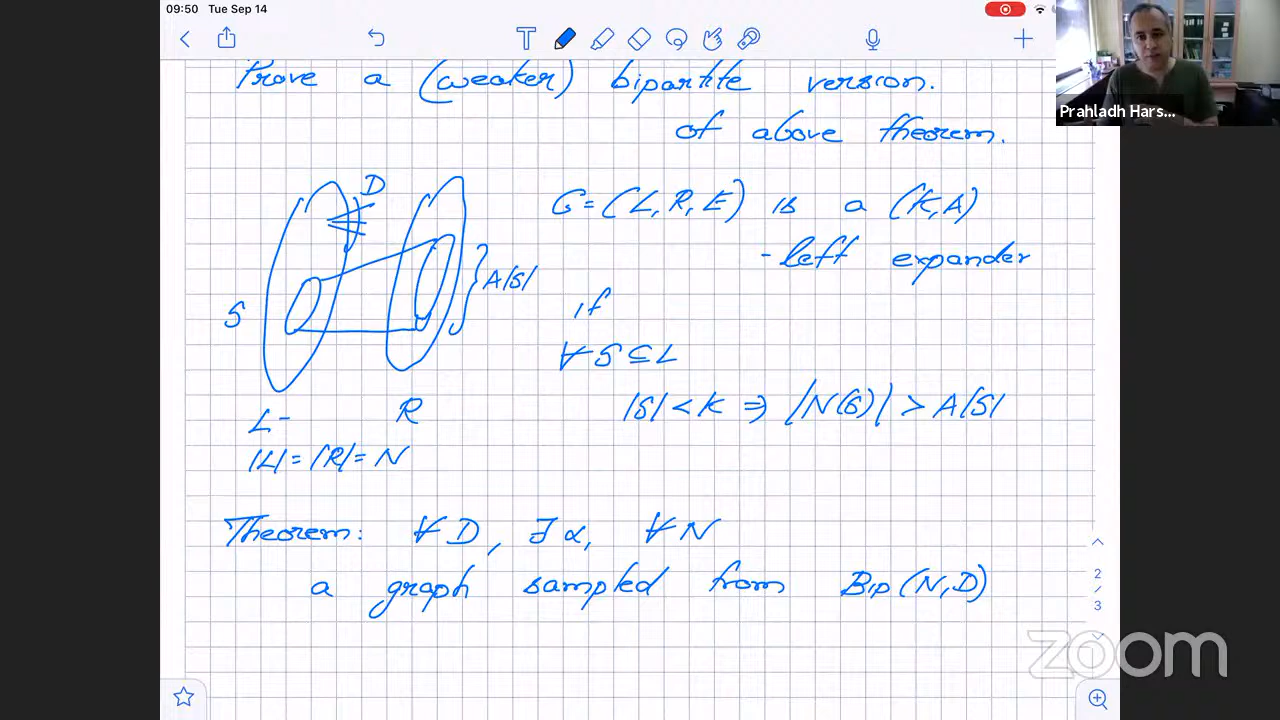 09:50 Tue Sep 14
Prove a (weaker) bipartite version.
of above theorem.
Prahladh Hars...
D
G = (L, R, E) is a (K, A)
- left expander
A|S|
S
if
∀ S ⊆ L
|S| < K ⇒ |N(S)| > A|S|
L - R
|L| = |R| = N
Theorem: ∀ D, ∃ α, ∀ N
a graph sampled from Bip(N, D)
2
/
3
zoom